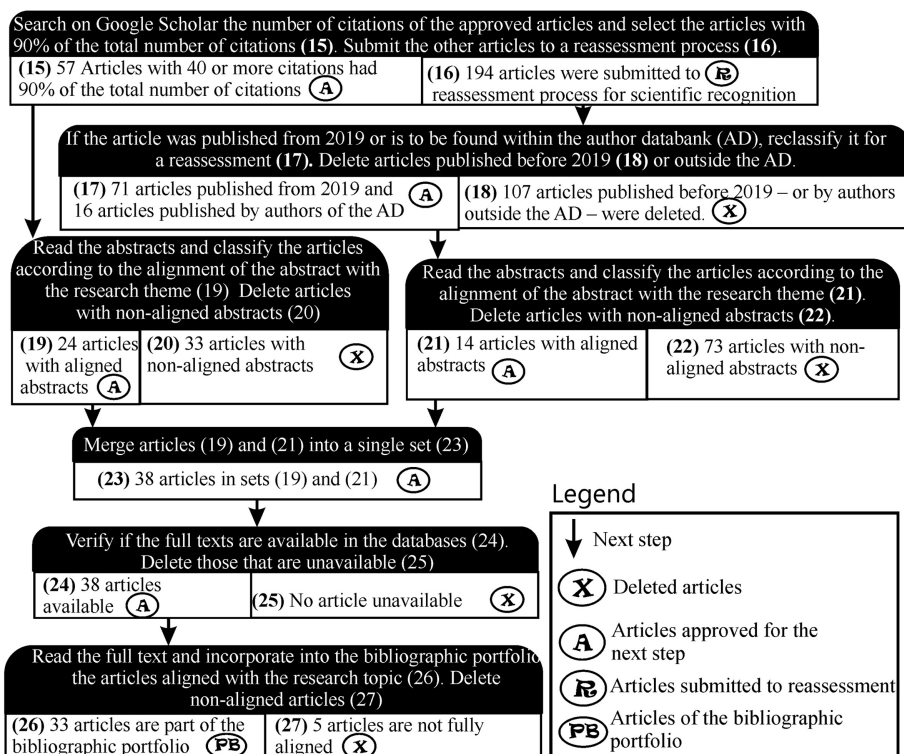 Search on Google Scholar the number of citations of the approved articles and select the articles with
90% of the total number of citations (15). Submit the other articles to a reassessment process (16).
(15) 57 Articles with 40 or more citations had
90% of the total number of citations A
(16) 194 articles were submitted to R
reassessment process for scientific recognition
If the article was published from 2019 or is to be found within the author databank (AD), reclassify it for
a reassessment (17). Delete articles published before 2019 (18) or outside the AD.
(17) 71 articles published from 2019 and
16 articles published by authors of the AD A
(18) 107 articles published before 2019 – or by authors
outside the AD – were deleted. X
Read the abstracts and classify the articles
according to the alignment of the abstract with
the research theme (19) Delete articles
with non-aligned abstracts (20)
(19) 24 articles
with aligned
abstracts A
(20) 33 articles with
non-aligned abstracts X
Read the abstracts and classify the articles according to the
alignment of the abstract with the research theme (21).
Delete articles with non-aligned abstracts (22).
(21) 14 articles with aligned
abstracts A
(22) 73 articles with non-
aligned abstracts X
Merge articles (19) and (21) into a single set (23)
(23) 38 articles in sets (19) and (21) A
Verify if the full texts are available in the databases (24).
Delete those that are unavailable (25)
(24) 38 articles
available A
(25) No article unavailable X
Read the full text and incorporate into the bibliographic portfolio
the articles aligned with the research topic (26). Delete
non-aligned articles (27)
(26) 33 articles are part of the
bibliographic portfolio PB
(27) 5 articles are not fully
aligned X
Legend
Next step
X Deleted articles
A Articles approved for the
next step
R Articles submitted to reassessment
PB Articles of the bibliographic
portfolio